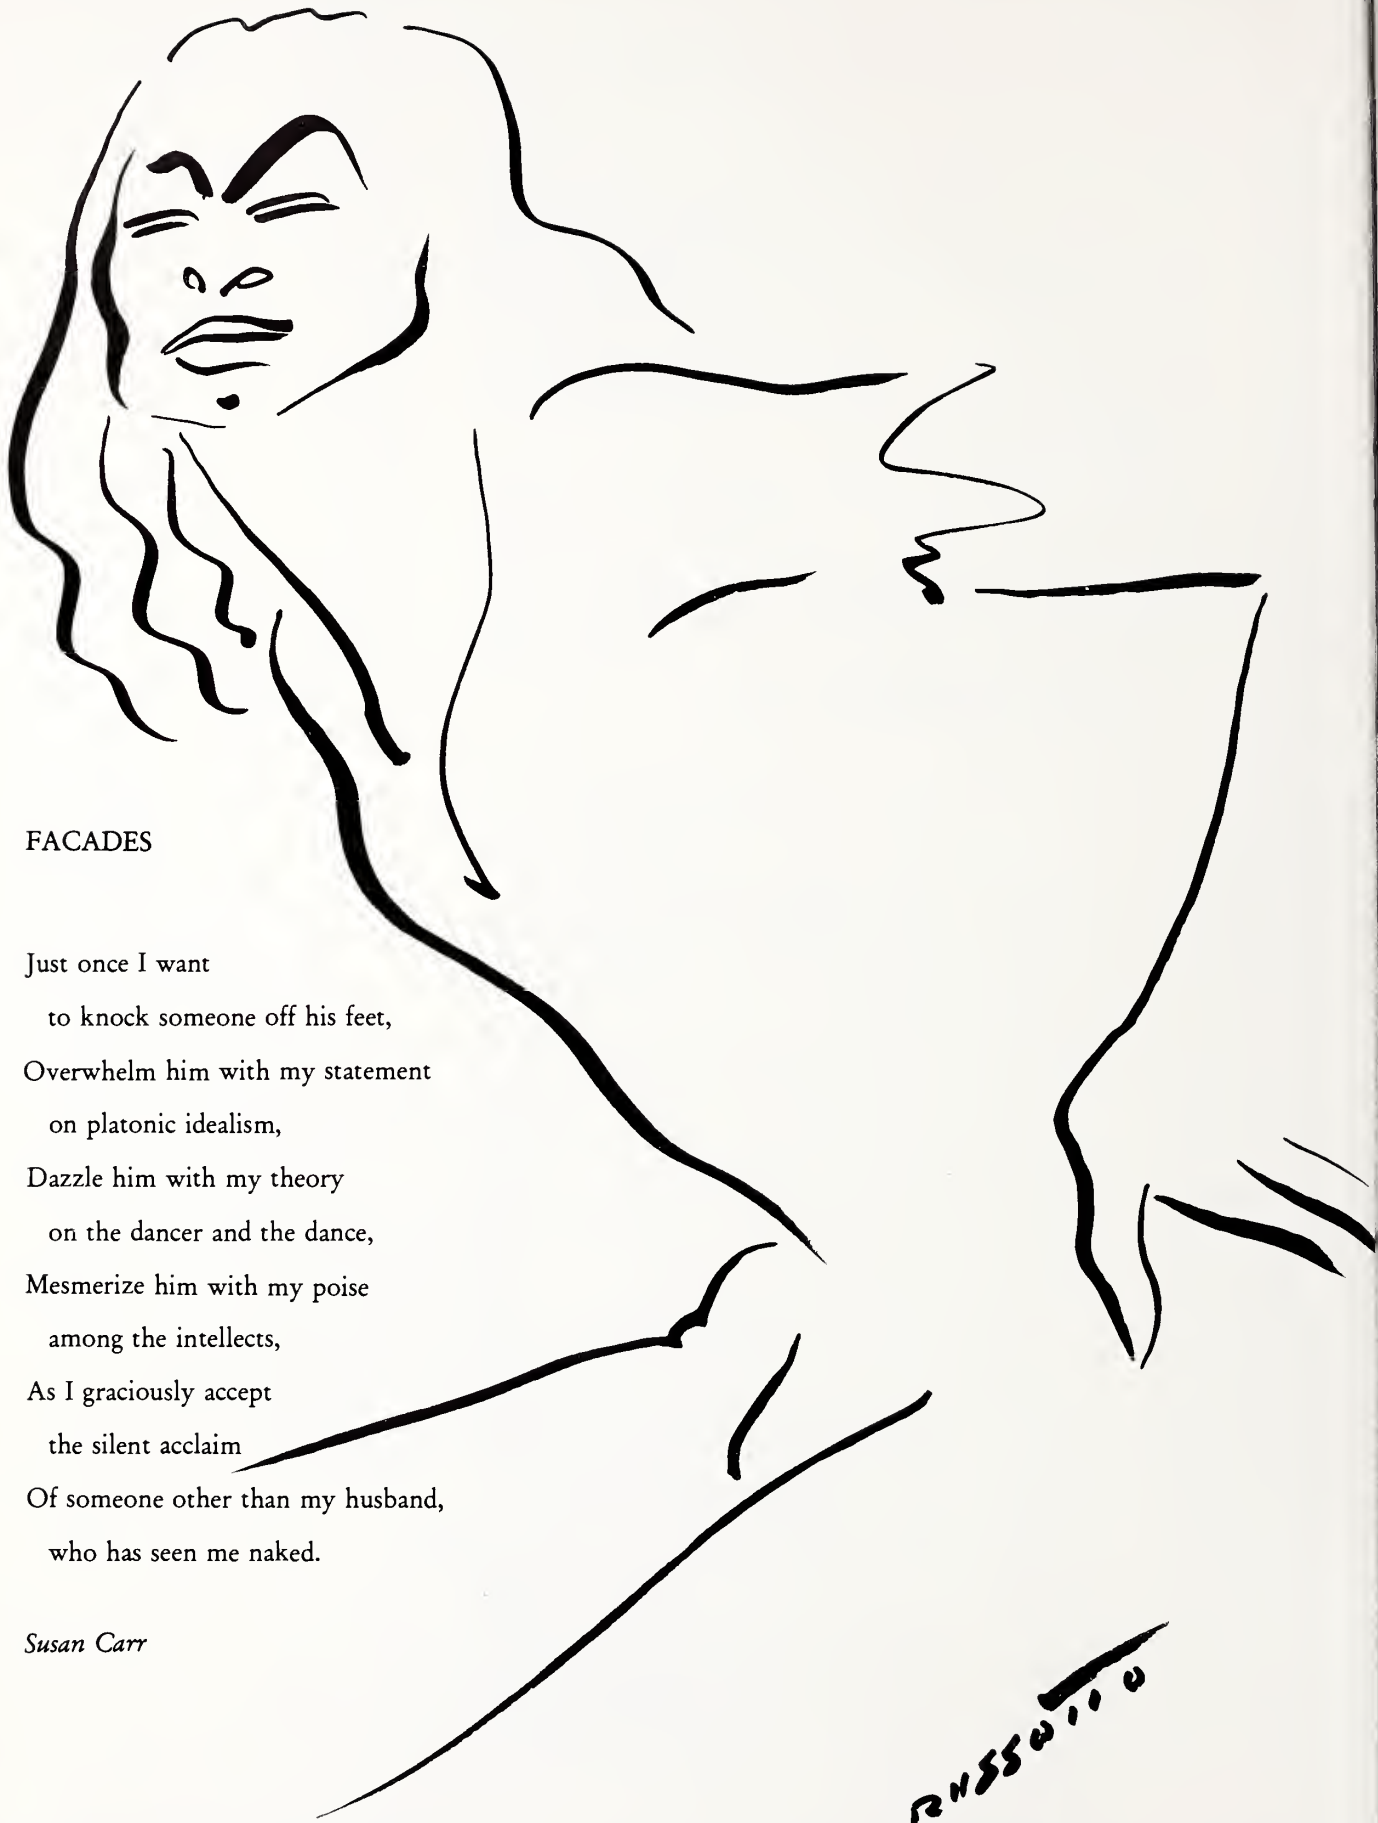 FACADES
Just once I want
to knock someone off his feet,
Overwhelm him with my statement
on platonic idealism,
Dazzle him with my theory
on the dancer and the dance,
Mesmerize him with my poise
among the intellects,
As I graciously accept
the silent acclaim
Of someone other than my husband,
who has seen me naked.
Susan Carr